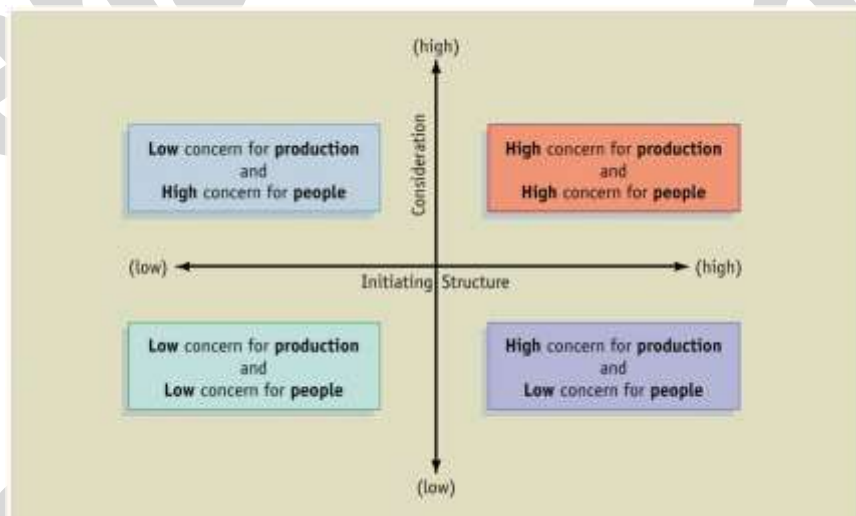 (high)
Consideration
Low concern for production
and
High concern for people
High concern for production
and
High concern for people
(low)
(high)
Initiating Structure
Low concern for production
and
Low concern for people
High concern for production
and
Low concern for people
(low)